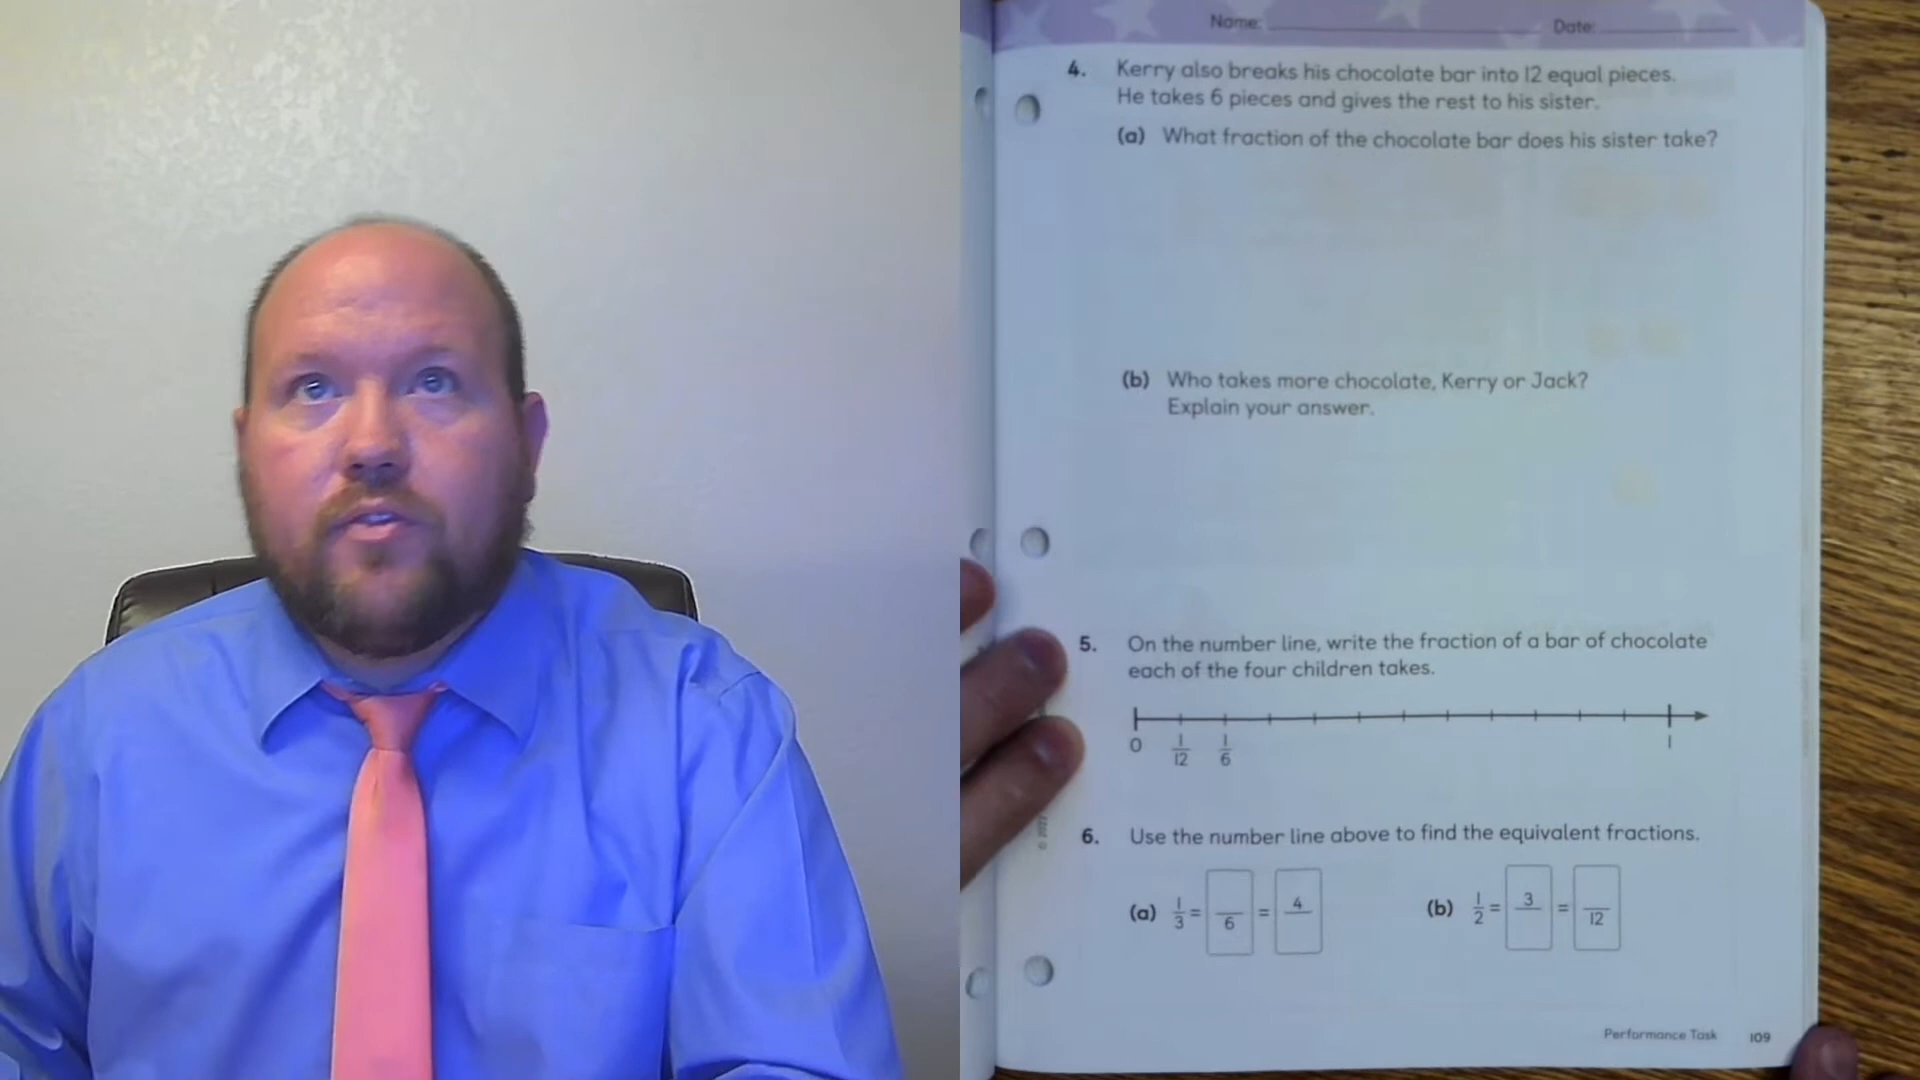 Name: Date:
4. Kerry also breaks his chocolate bar into 12 equal pieces.
He takes 6 pieces and gives the rest to his sister.
(a) What fraction of the chocolate bar does his sister take?
(b) Who takes more chocolate, Kerry or Jack?
Explain your answer.
5. On the number line, write the fraction of a bar of chocolate
each of the four children takes.
0 1/12 1/6 1
6. Use the number line above to find the equivalent fractions.
(a) 1/3 = __/6 = 4/__ (b) 1/2 = 3/__ = __/12
Performance Task 109